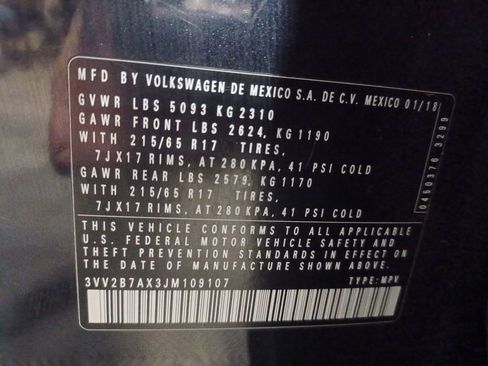 MFD BY VOLKSWAGEN DE MEXICO S.A. DE C.V. MEXICO 01/18
GVWR LBS 5093 KG 2310
GAWR FRONT LBS 2624, KG 1190
WITH 215/65 R17 TIRES,
7JX17 RIMS, AT 280 KPA, 41 PSI COLD
GAWR REAR LBS 2579, KG 1170
WITH 215/65 R17 TIRES,
7JX17 RIMS, AT 280 KPA, 41 PSI COLD
THIS VEHICLE CONFORMS TO ALL APPLICABLE
U.S. FEDERAL MOTOR VEHICLE SAFETY AND
THEFT PREVENTION STANDARDS IN EFFECT ON
THE DATE OF MANUFACTURE SHOWN ABOVE.
3VV2B7AX3JM109107 TYPE: MPV
0450376 3299